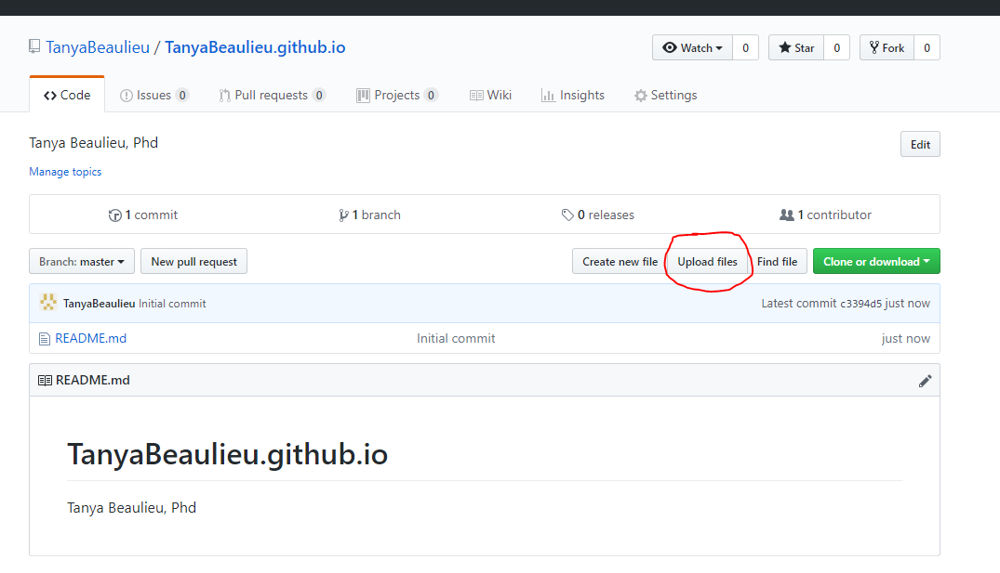 TanyaBeaulieu / TanyaBeaulieu.github.io Watch 0 Star 0 Fork 0
Code Issues 0 Pull requests 0 Projects 0 Wiki Insights Settings
Tanya Beaulieu, Phd Edit
Manage topics
1 commit 1 branch 0 releases 1 contributor
Branch: master New pull request Create new file Upload files Find file Clone or download
TanyaBeaulieu Initial commit Latest commit c3394d5 just now
README.md Initial commit just now
README.md
TanyaBeaulieu.github.io
Tanya Beaulieu, Phd